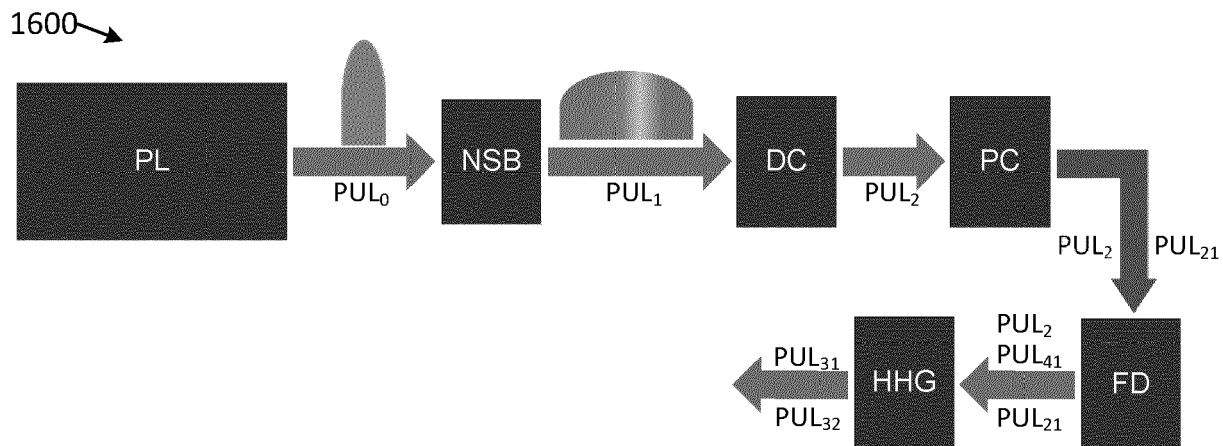 1600
PL
PUL₀
NSB
PUL₁
DC
PUL₂
PC
PUL₂
PUL₂₁
PUL₃₁
PUL₃₂
HHG
PUL₂
PUL₄₁
PUL₂₁
FD